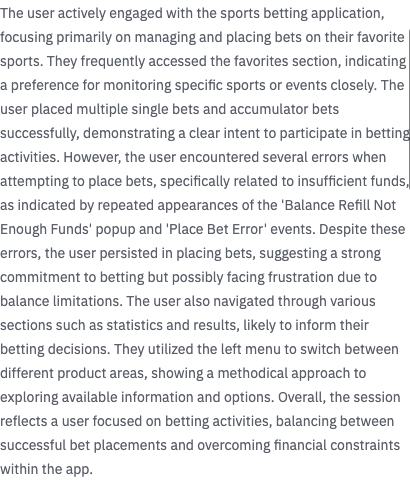 The user actively engaged with the sports betting application,
focusing primarily on managing and placing bets on their favorite
sports. They frequently accessed the favorites section, indicating
a preference for monitoring specific sports or events closely. The
user placed multiple single bets and accumulator bets
successfully, demonstrating a clear intent to participate in betting
activities. However, the user encountered several errors when
attempting to place bets, specifically related to insufficient funds,
as indicated by repeated appearances of the 'Balance Refill Not
Enough Funds' popup and 'Place Bet Error' events. Despite these
errors, the user persisted in placing bets, suggesting a strong
commitment to betting but possibly facing frustration due to
balance limitations. The user also navigated through various
sections such as statistics and results, likely to inform their
betting decisions. They utilized the left menu to switch between
different product areas, showing a methodical approach to
exploring available information and options. Overall, the session
reflects a user focused on betting activities, balancing between
successful bet placements and overcoming financial constraints
within the app.